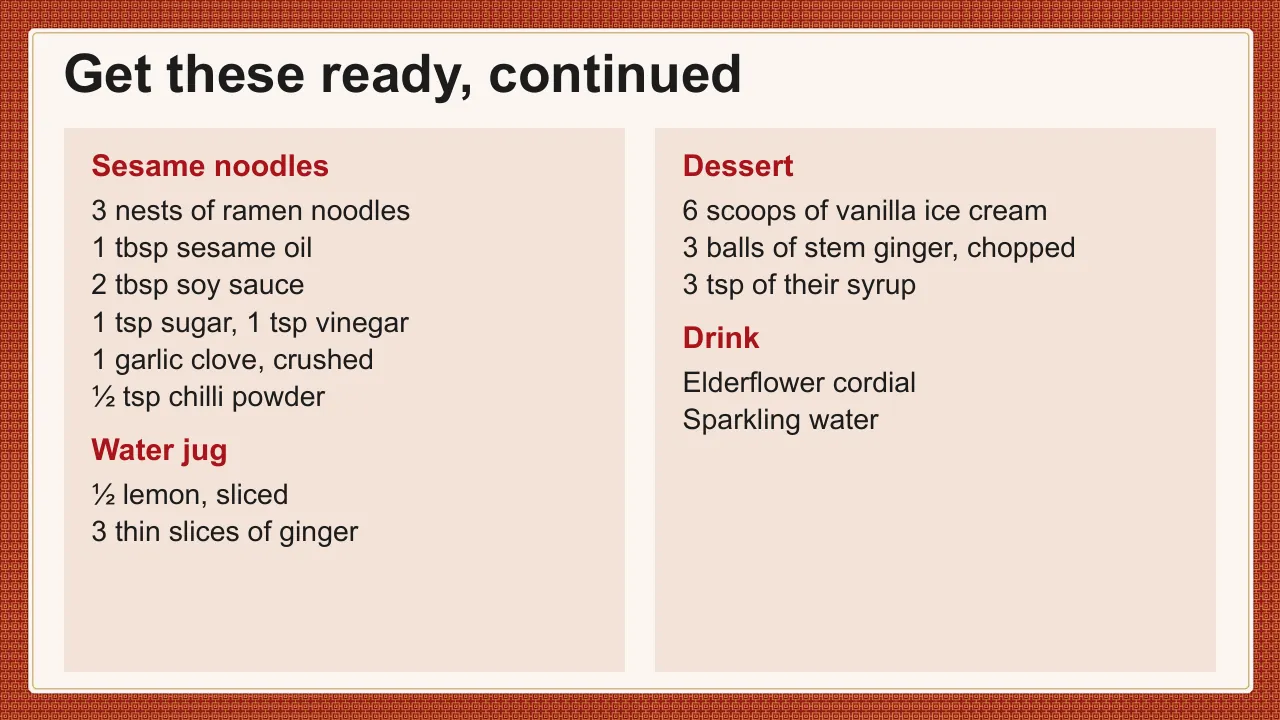 Get these ready, continued
Sesame noodles
3 nests of ramen noodles
1 tbsp sesame oil
2 tbsp soy sauce
1 tsp sugar, 1 tsp vinegar
1 garlic clove, crushed
½ tsp chilli powder
Water jug
½ lemon, sliced
3 thin slices of ginger
Dessert
6 scoops of vanilla ice cream
3 balls of stem ginger, chopped
3 tsp of their syrup
Drink
Elderflower cordial
Sparkling water